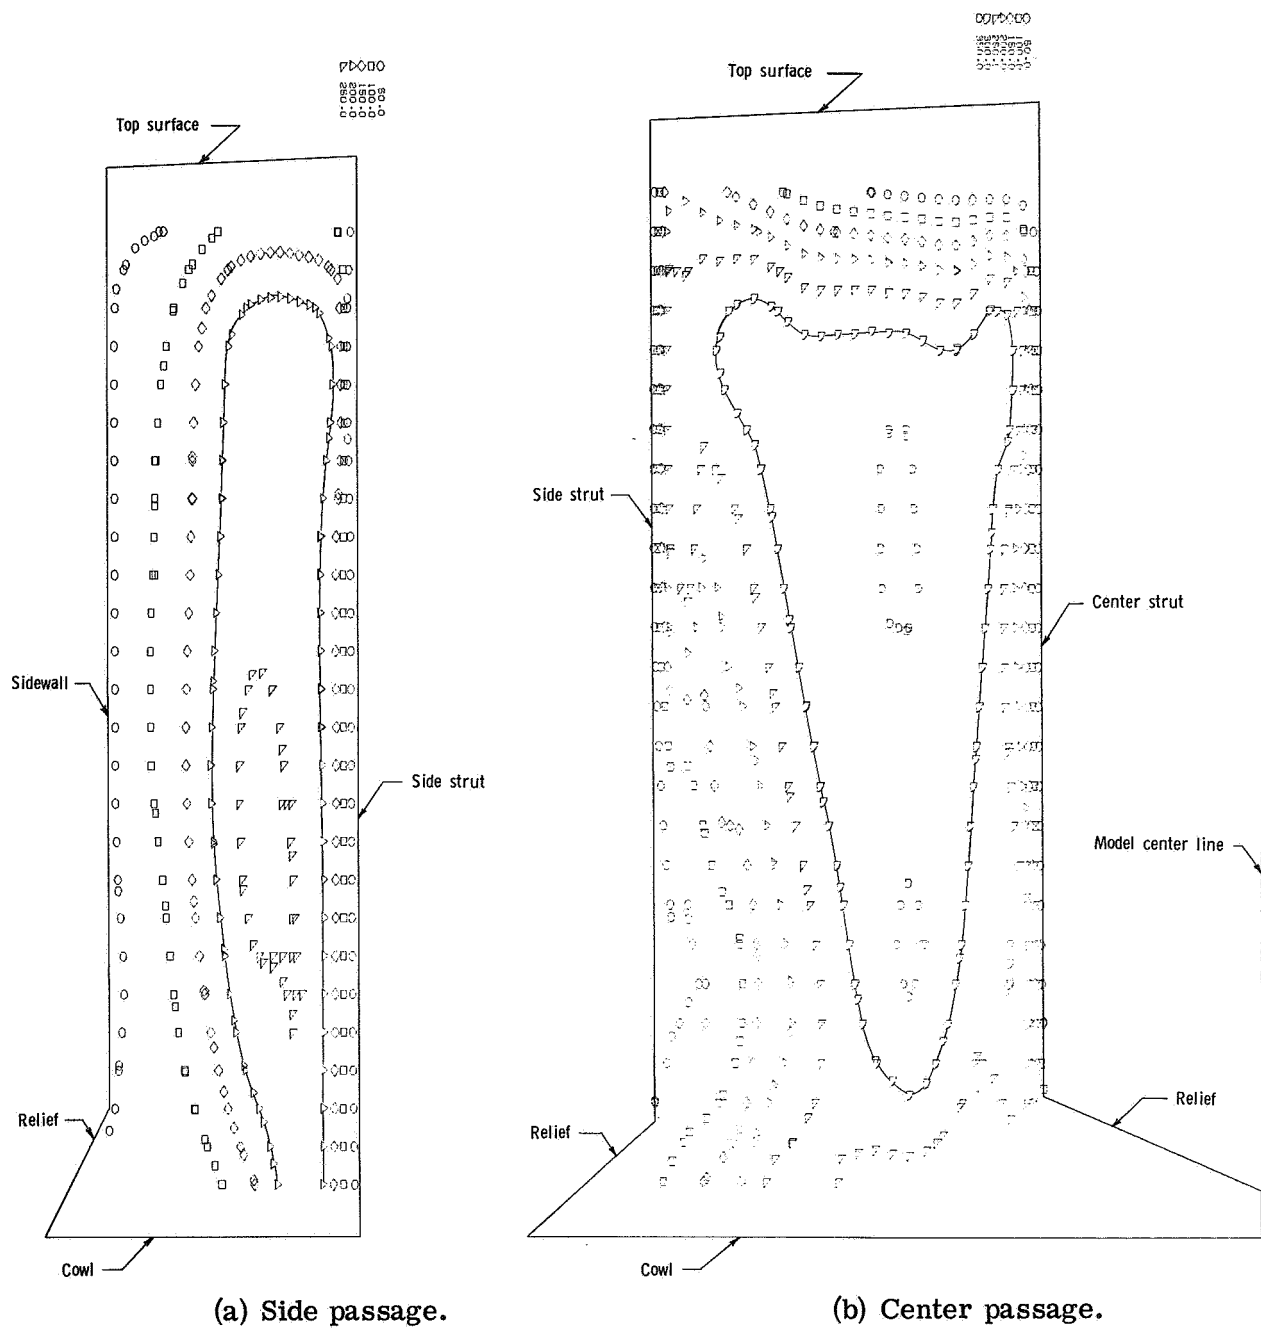 Top surface
Top surface
Side strut
Center strut
Sidewall
Side strut
Model center line
Relief
Relief
Relief
Cowl
Cowl
(a) Side passage.
(b) Center passage.